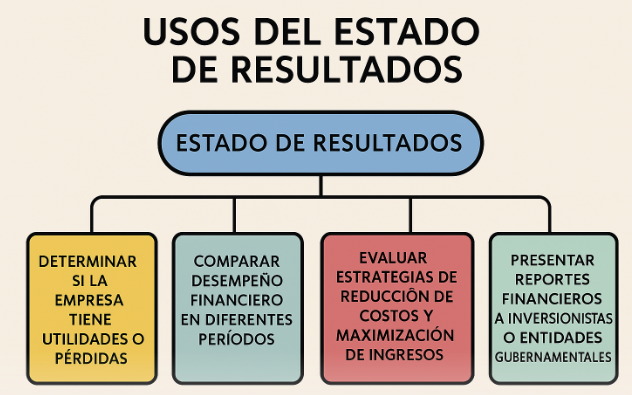 USOS DEL ESTADO
DE RESULTADOS
ESTADO DE RESULTADOS
DETERMINAR
SI LA
EMPRESA
TIENE
UTILIDADES O
PÉRDIDAS
COMPARAR
DESEMPEÑO
FINANCIERO
EN DIFERENTES
PERÍODOS
EVALUAR
ESTRATEGIAS DE
REDUCCIÓN DE
COSTOS Y
MAXIMIZACIÓN
DE INGRESOS
PRESENTAR
REPORTES
FINANCIEROS
A INVERSIONISTAS
O ENTIDADES
GUBERNAMENTALES